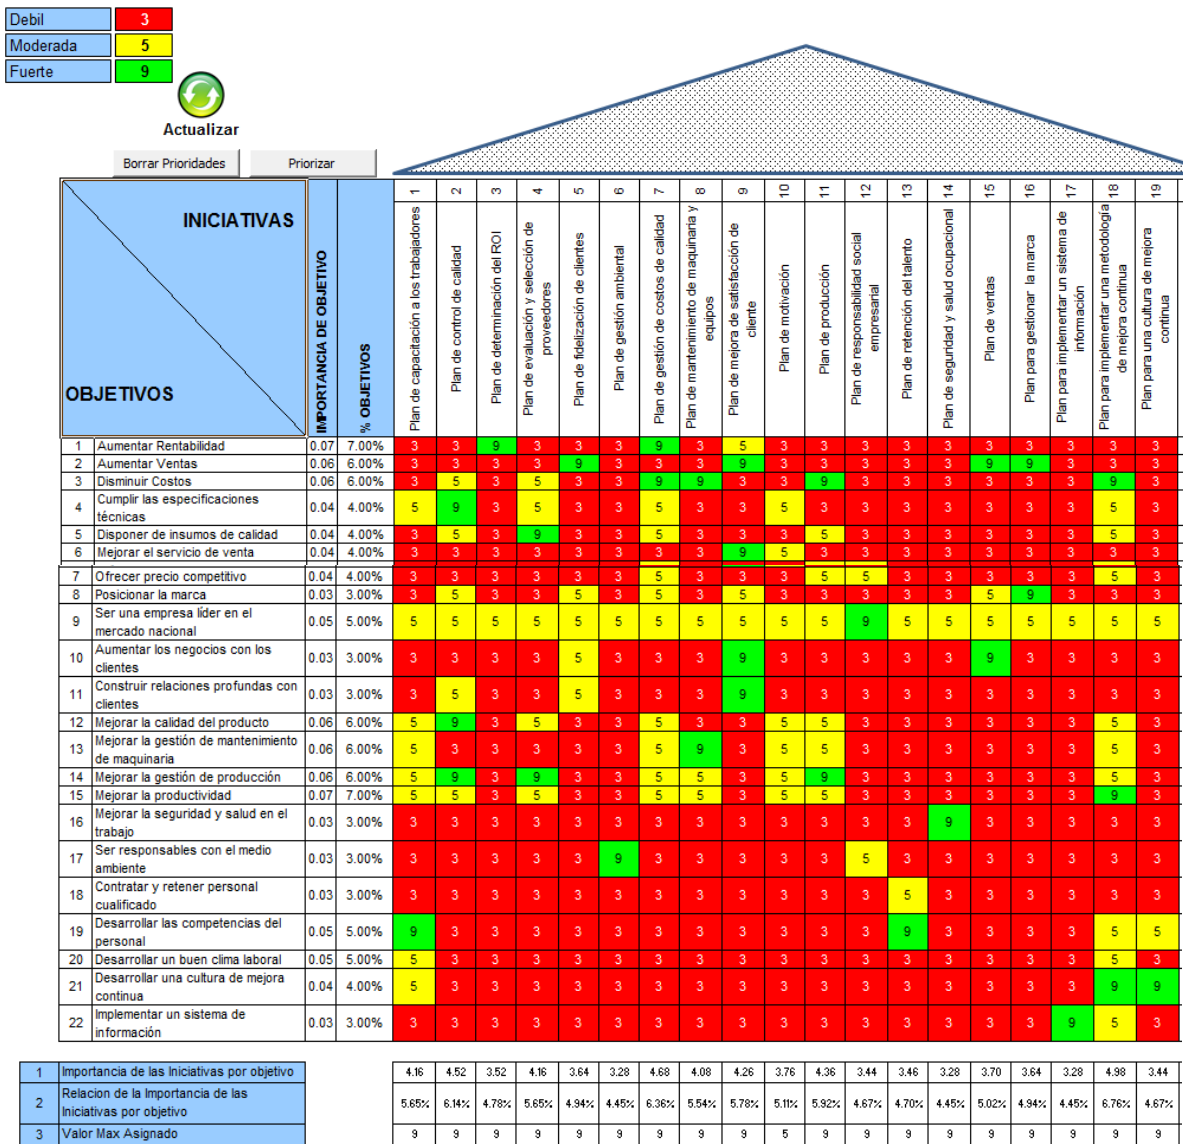 Debil 3
Moderada 5
Fuerte 9
Actualizar
Borrar Prioridades Priorizar
INICIATIVAS
OBJETIVOS
IMPORTANCIA DE OBJETIVO
% OBJETIVOS
1 Plan de capacitación a los trabajadores
2 Plan de control de calidad
3 Plan de determinación del ROI
4 Plan de evaluación y selección de
proveedores
5 Plan de fidelización de clientes
6 Plan de gestión ambiental
7 Plan de gestión de costos de calidad
8 Plan de mantenimiento de maquinaria y
equipos
9 Plan de mejora de satisfacción de
cliente
10 Plan de motivación
11 Plan de producción
12 Plan de responsabilidad social
empresarial
13 Plan de retención del talento
14 Plan de seguridad y salud ocupacional
15 Plan de ventas
16 Plan para gestionar la marca
17 Plan para implementar un sistema de
información
18 Plan para implementar una metodología
de mejora continua
19 Plan para una cultura de mejora
continua
1 Aumentar Rentabilidad 0.07 7.00% 3 3 9 3 3 3 9 3 5 3 3 3 3 3 3 3 3 3 3
2 Aumentar Ventas 0.06 6.00% 3 3 3 3 9 3 3 3 9 3 3 3 3 3 9 9 3 3 3
3 Disminuir Costos 0.06 6.00% 3 5 3 5 3 3 9 9 3 3 9 3 3 3 3 3 3 9 3
4 Cumplir las especificaciones
técnicas 0.04 4.00% 5 9 3 5 3 3 5 3 3 5 3 3 3 3 3 3 3 5 3
5 Disponer de insumos de calidad 0.04 4.00% 3 5 3 9 3 3 5 3 3 3 5 3 3 3 3 3 3 5 3
6 Mejorar el servicio de venta 0.04 4.00% 3 3 3 3 3 3 3 3 9 5 3 3 3 3 3 3 3 3 3
7 Ofrecer precio competitivo 0.04 4.00% 3 3 3 3 3 3 5 3 3 3 5 5 3 3 3 3 3 5 3
8 Posicionar la marca 0.03 3.00% 3 5 3 3 5 3 5 3 5 3 3 3 3 3 5 9 3 3 3
9 Ser una empresa líder en el
mercado nacional 0.05 5.00% 5 5 5 5 5 5 5 5 5 5 5 9 5 5 5 5 5 5 5
10 Aumentar los negocios con los
clientes 0.03 3.00% 3 3 3 3 5 3 3 3 9 3 3 3 3 3 9 3 3 3 3
11 Construir relaciones profundas con
clientes 0.03 3.00% 3 5 3 3 5 3 3 3 9 3 3 3 3 3 3 3 3 3 3
12 Mejorar la calidad del producto 0.06 6.00% 5 9 3 5 3 3 5 3 3 5 5 3 3 3 3 3 3 5 3
13 Mejorar la gestión de mantenimiento
de maquinaria 0.06 6.00% 5 3 3 3 3 3 5 9 3 5 5 3 3 3 3 3 3 5 3
14 Mejorar la gestión de producción 0.06 6.00% 5 9 3 9 3 3 5 5 3 5 9 3 3 3 3 3 3 5 3
15 Mejorar la productividad 0.07 7.00% 5 5 3 5 3 3 5 5 3 5 5 3 3 3 3 3 3 9 3
16 Mejorar la seguridad y salud en el
trabajo 0.03 3.00% 3 3 3 3 3 3 3 3 3 3 3 3 3 9 3 3 3 3 3
17 Ser responsables con el medio
ambiente 0.03 3.00% 3 3 3 3 3 9 3 3 3 3 3 5 3 3 3 3 3 3 3
18 Contratar y retener personal
cualificado 0.03 3.00% 3 3 3 3 3 3 3 3 3 3 3 3 5 3 3 3 3 3 3
19 Desarrollar las competencias del
personal 0.05 5.00% 9 3 3 3 3 3 3 3 3 3 3 3 9 3 3 3 3 5 5
20 Desarrollar un buen clima laboral 0.05 5.00% 5 3 3 3 3 3 3 3 3 3 3 3 3 3 3 3 3 5 3
21 Desarrollar una cultura de mejora
continua 0.04 4.00% 5 3 3 3 3 3 3 3 3 3 3 3 3 3 3 3 3 9 9
22 Implementar un sistema de
información 0.03 3.00% 3 3 3 3 3 3 3 3 3 3 3 3 3 3 3 3 9 5 3
1 Importancia de las Iniciativas por objetivo 4.16 4.52 3.52 4.16 3.64 3.28 4.68 4.08 4.26 3.76 4.36 3.44 3.46 3.28 3.70 3.64 3.28 4.98 3.44
2 Relacion de la Importancia de las
Iniciativas por objetivo 5.65% 6.14% 4.78% 5.65% 4.94% 4.45% 6.36% 5.54% 5.78% 5.11% 5.92% 4.67% 4.70% 4.45% 5.02% 4.94% 4.45% 6.76% 4.67%
3 Valor Max Asignado 9 9 9 9 9 9 9 9 9 5 9 9 9 9 9 9 9 9 9